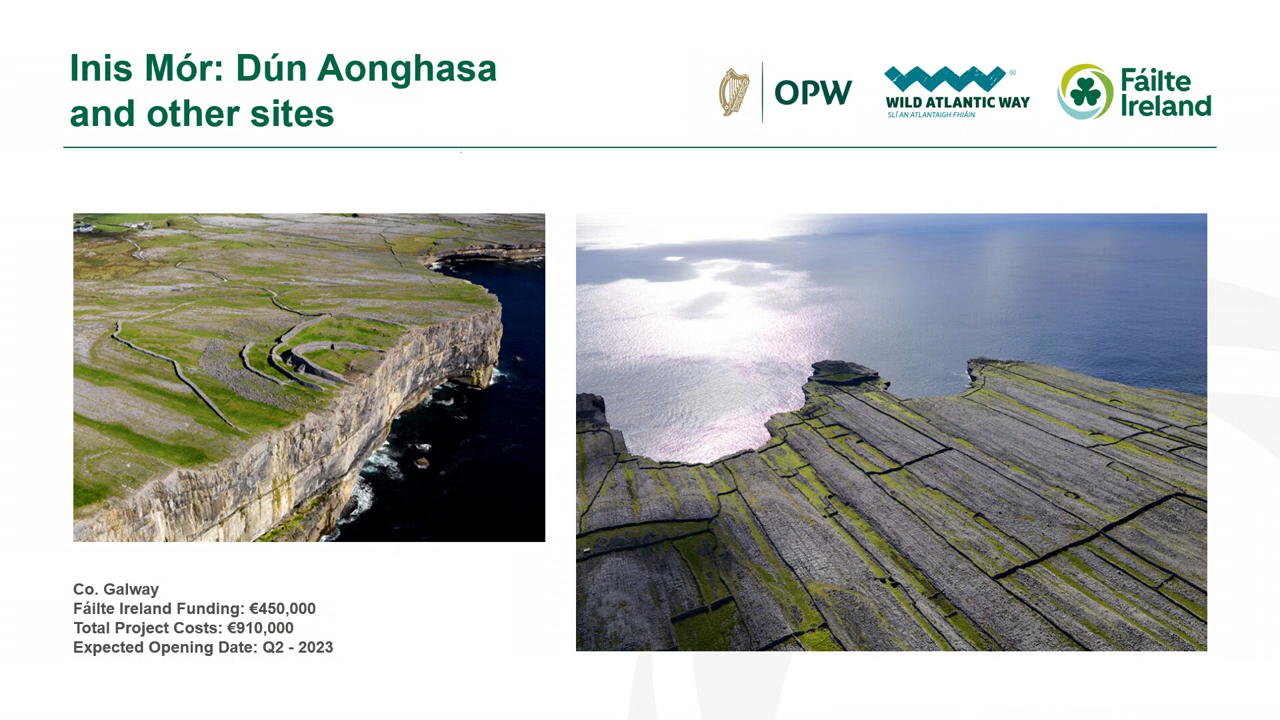 Inis Mór: Dún Aonghasa
and other sites
OPW
WILD ATLANTIC WAY
SLÍ AN ATLANTAIGH FHIÁIN
Fáilte
Ireland
Co. Galway
Fáilte Ireland Funding: €450,000
Total Project Costs: €910,000
Expected Opening Date: Q2 - 2023